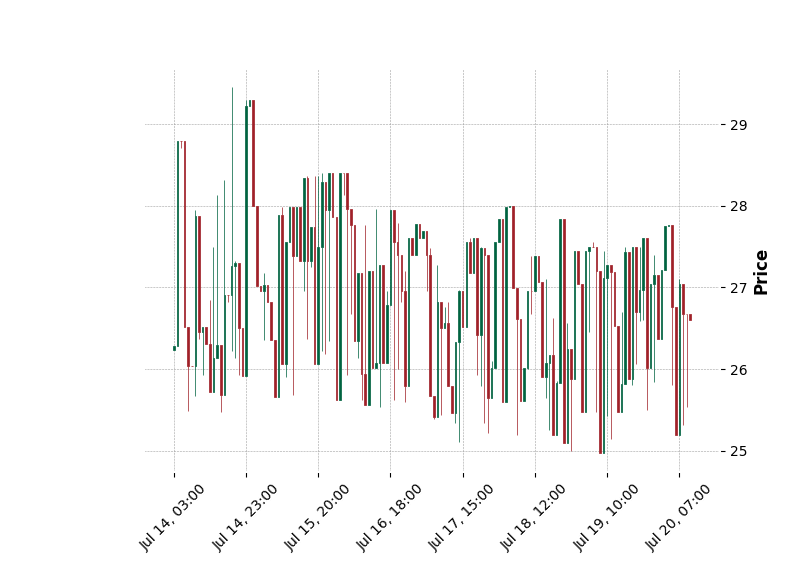 29
28
27
26
25
Price
Jul 14, 03:00
Jul 14, 23:00
Jul 15, 20:00
Jul 16, 18:00
Jul 17, 15:00
Jul 18, 12:00
Jul 19, 10:00
Jul 20, 07:00